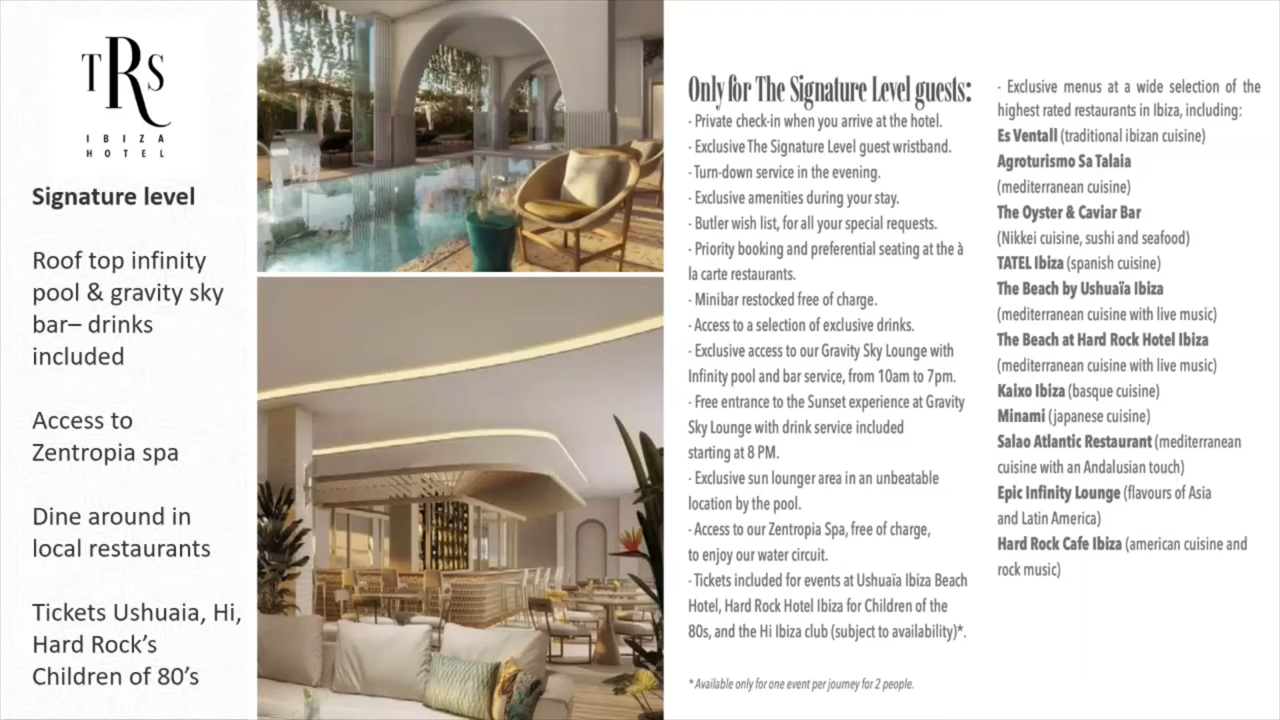 TRS
IBIZA
HOTEL
Signature level
Roof top infinity
pool & gravity sky
bar– drinks
included
Access to
Zentropia spa
Dine around in
local restaurants
Tickets Ushuaia, Hi,
Hard Rock’s
Children of 80’s
Only for The Signature Level guests:
- Private check-in when you arrive at the hotel.
- Exclusive The Signature Level guest wristband.
- Turn-down service in the evening.
- Exclusive amenities during your stay.
- Butler wish list, for all your special requests.
- Priority booking and preferential seating at the à
la carte restaurants.
- Minibar restocked free of charge.
- Access to a selection of exclusive drinks.
- Exclusive access to our Gravity Sky Lounge with
Infinity pool and bar service, from 10am to 7pm.
- Free entrance to the Sunset experience at Gravity
Sky Lounge with drink service included
starting at 8 PM.
- Exclusive sun lounger area in an unbeatable
location by the pool.
- Access to our Zentropia Spa, free of charge,
to enjoy our water circuit.
- Tickets included for events at Ushuaïa Ibiza Beach
Hotel, Hard Rock Hotel Ibiza for Children of the
80s, and the Hi Ibiza club (subject to availability)*.
* Available only for one event per journey for 2 people.
- Exclusive menus at a wide selection of the
highest rated restaurants in Ibiza, including:
Es Ventall (traditional ibizan cuisine)
Agroturismo Sa Talaia
(mediterranean cuisine)
The Oyster & Caviar Bar
(Nikkei cuisine, sushi and seafood)
TATEL Ibiza (spanish cuisine)
The Beach by Ushuaïa Ibiza
(mediterranean cuisine with live music)
The Beach at Hard Rock Hotel Ibiza
(mediterranean cuisine with live music)
Kaixo Ibiza (basque cuisine)
Minami (japanese cuisine)
Salao Atlantic Restaurant (mediterranean
cuisine with an Andalusian touch)
Epic Infinity Lounge (flavours of Asia
and Latin America)
Hard Rock Cafe Ibiza (american cuisine and
rock music)